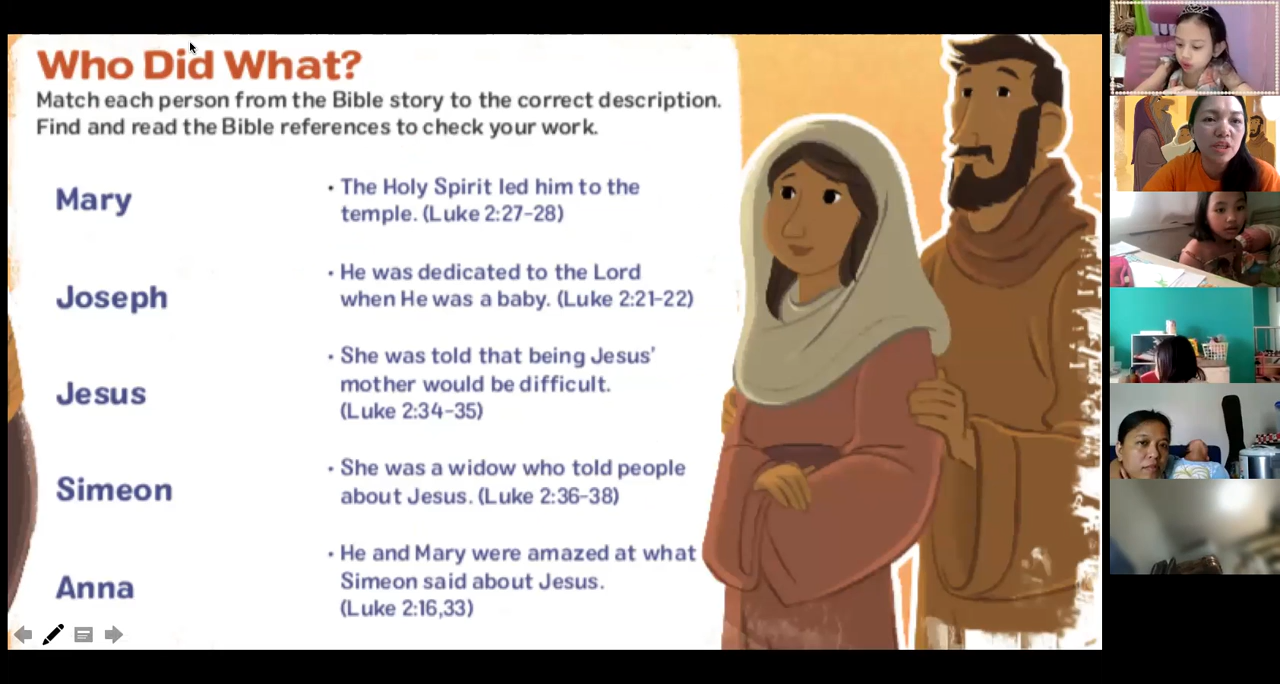 Who Did What?
Match each person from the Bible story to the correct description.
Find and read the Bible references to check your work.
Mary
Joseph
Jesus
Simeon
Anna
• The Holy Spirit led him to the
temple. (Luke 2:27-28)
• He was dedicated to the Lord
when He was a baby. (Luke 2:21-22)
• She was told that being Jesus’
mother would be difficult.
(Luke 2:34-35)
• She was a widow who told people
about Jesus. (Luke 2:36-38)
• He and Mary were amazed at what
Simeon said about Jesus.
(Luke 2:16,33)